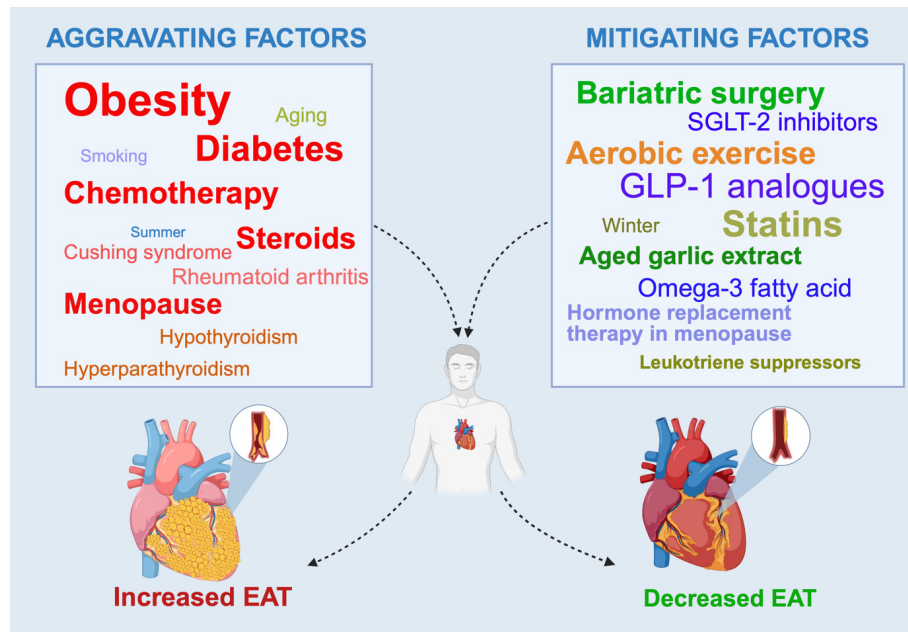 AGGRAVATING FACTORS
Obesity
Aging
Smoking
Diabetes
Chemotherapy
Summer
Steroids
Cushing syndrome
Rheumatoid arthritis
Menopause
Hypothyroidism
Hyperparathyroidism
MITIGATING FACTORS
Bariatric surgery
SGLT-2 inhibitors
Aerobic exercise
GLP-1 analogues
Winter
Statins
Aged garlic extract
Omega-3 fatty acid
Hormone replacement
therapy in menopause
Leukotriene suppressors
Increased EAT
Decreased EAT